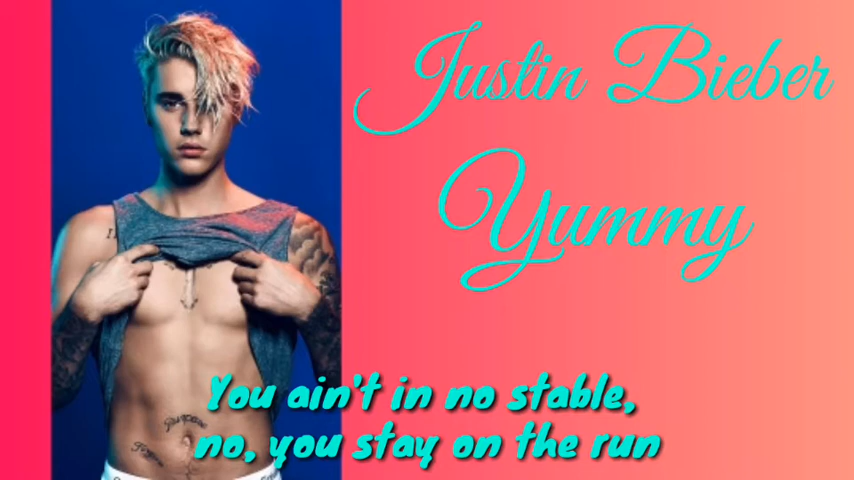 Justin Bieber
Yummy
You ain't in no stable,
no, you stay on the run